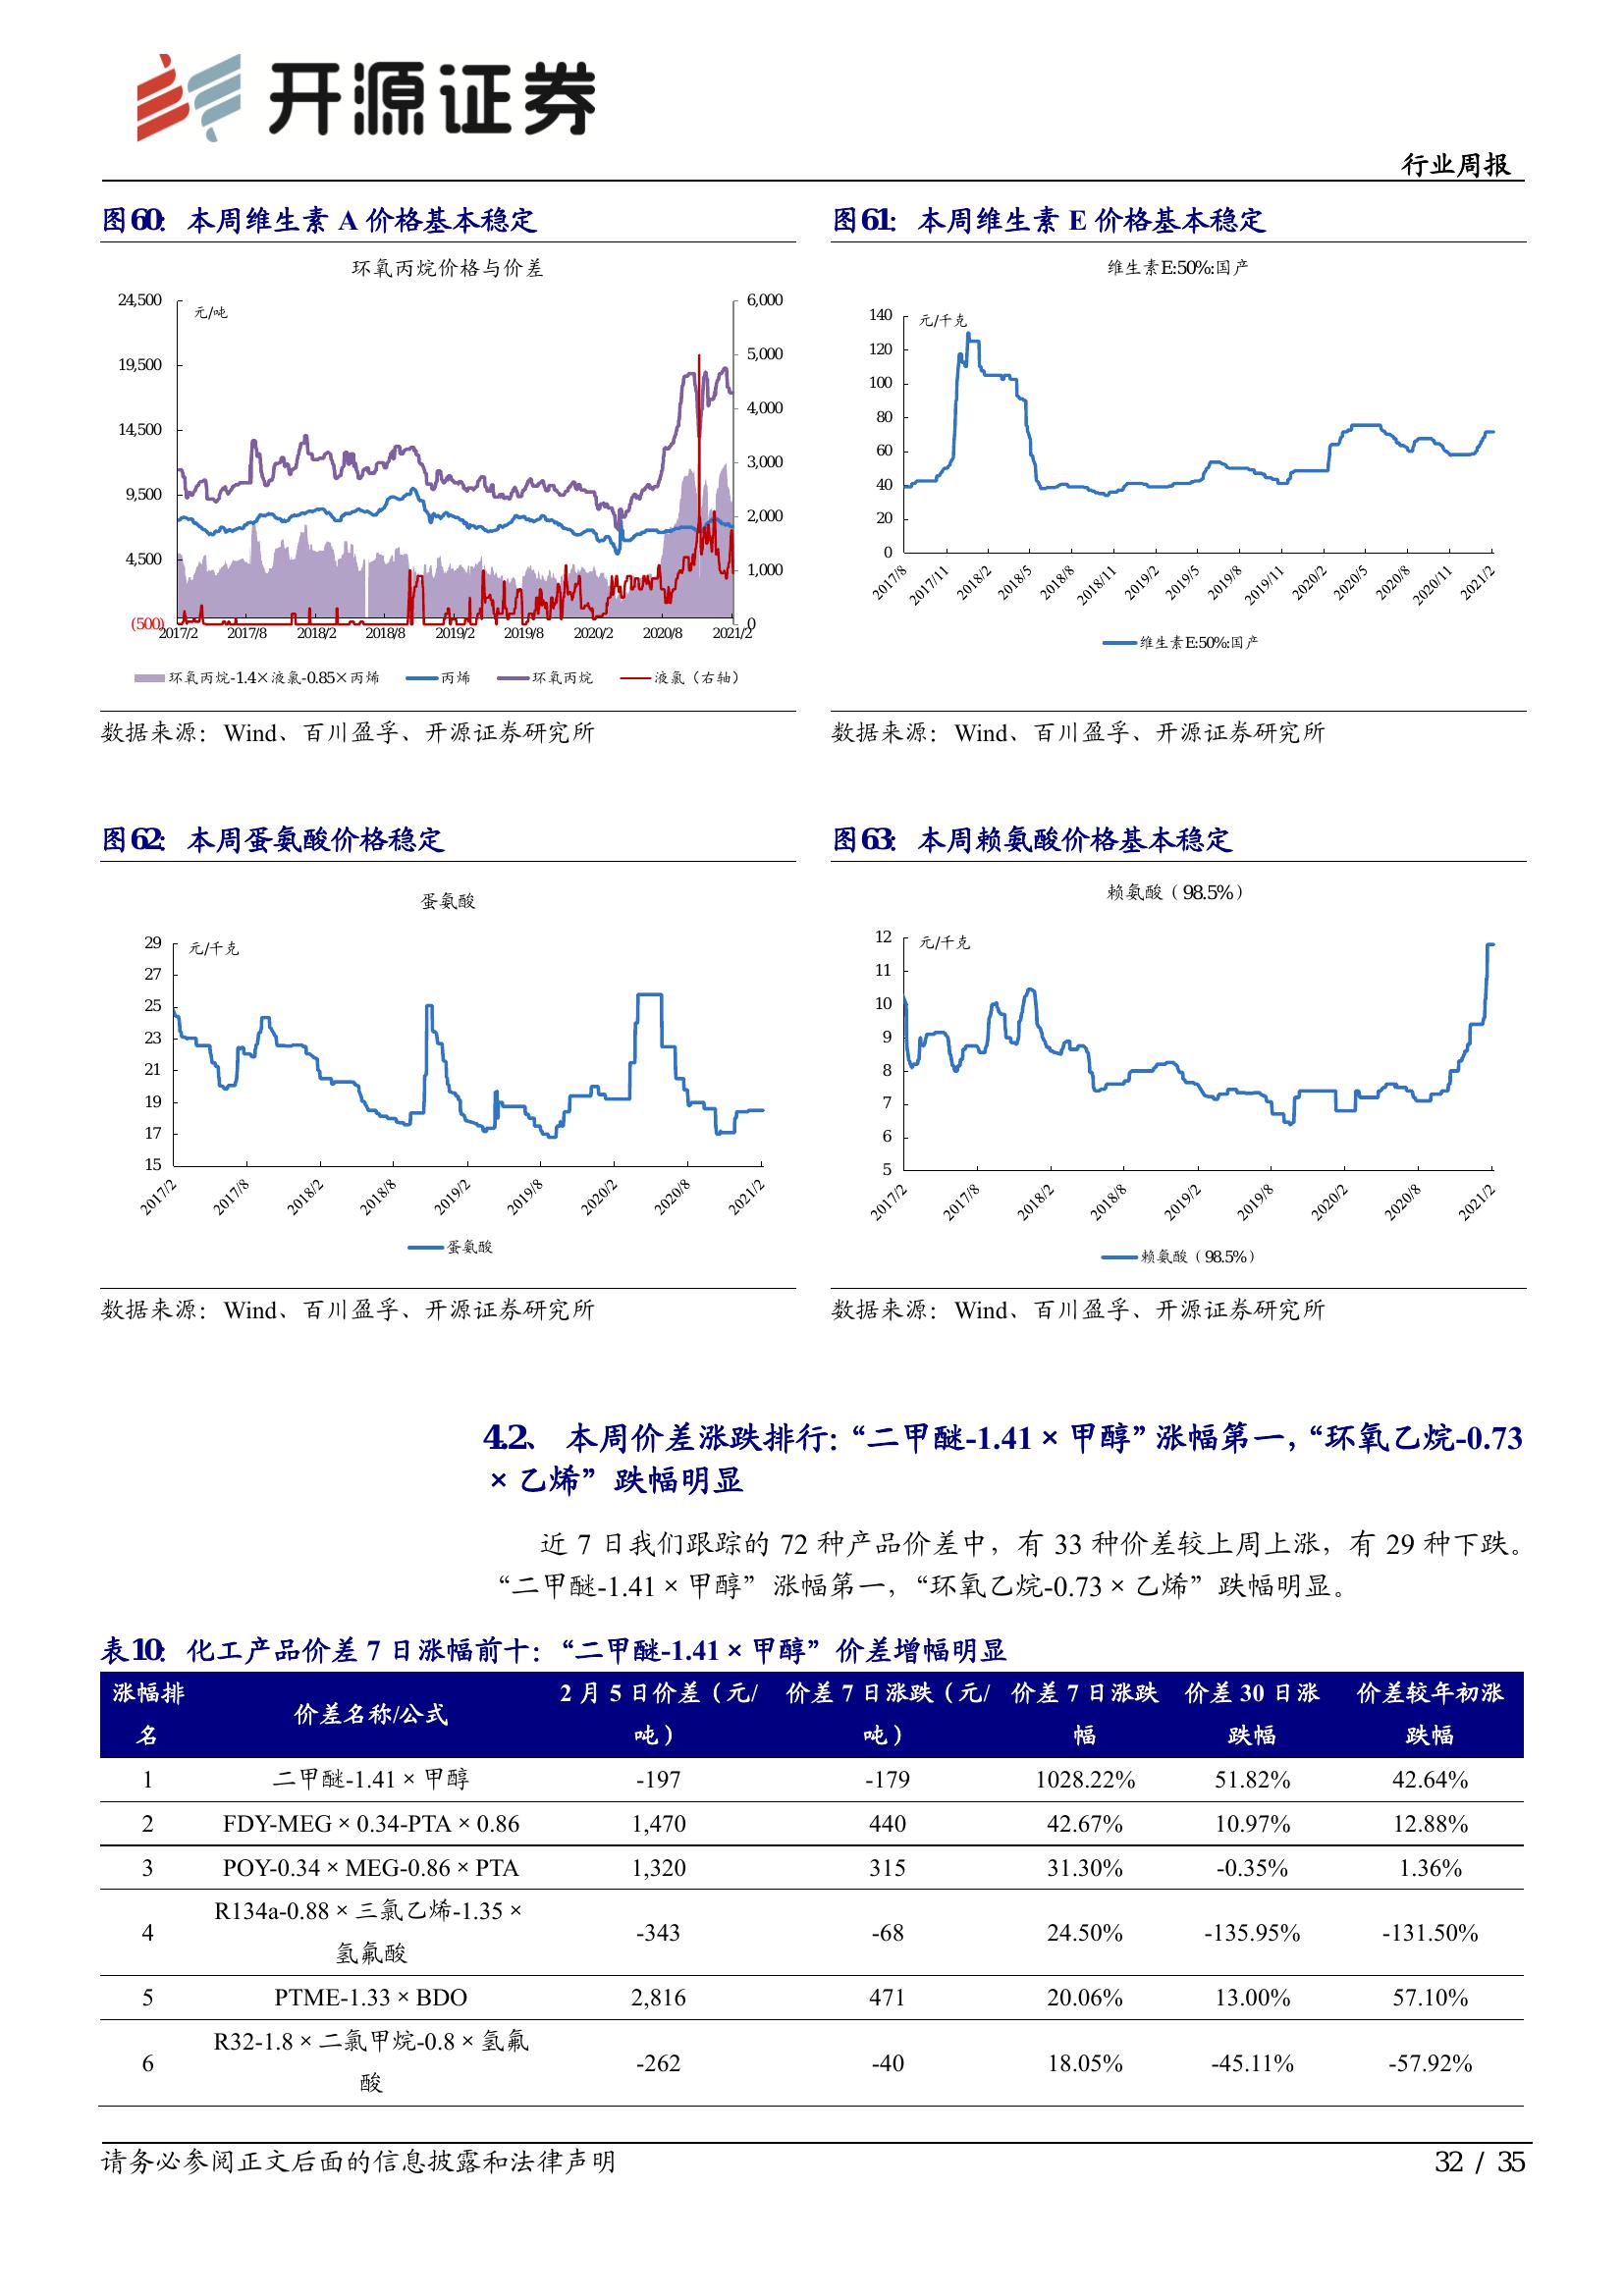 开源证券
行业周报
图60： 本周维生素 A 价格基本稳定
环氧丙烷价格与价差
元/吨
24,500
19,500
14,500
9,500
4,500
(500)
6,000
5,000
4,000
3,000
2,000
1,000
0
2017/2 2017/8 2018/2 2018/8 2019/2 2019/8 2020/2 2020/8 2021/2
环氧丙烷-1.4×液氯-0.85×丙烯 丙烯 环氧丙烷 液氯（右轴）
数据来源：Wind、百川盈孚、开源证券研究所
图61： 本周维生素 E 价格基本稳定
维生素E:50%:国产
元/千克
140
120
100
80
60
40
20
0
2017/8 2017/11 2018/2 2018/5 2018/8 2018/11 2019/2 2019/5 2019/8 2019/11 2020/2 2020/5 2020/8 2020/11 2021/2
维生素E:50%:国产
数据来源：Wind、百川盈孚、开源证券研究所
图62： 本周蛋氨酸价格稳定
蛋氨酸
元/千克
29
27
25
23
21
19
17
15
2017/2 2017/8 2018/2 2018/8 2019/2 2019/8 2020/2 2020/8 2021/2
蛋氨酸
数据来源：Wind、百川盈孚、开源证券研究所
图63： 本周赖氨酸价格基本稳定
赖氨酸（98.5%）
元/千克
12
11
10
9
8
7
6
5
2017/2 2017/8 2018/2 2018/8 2019/2 2019/8 2020/2 2020/8 2021/2
赖氨酸（98.5%）
数据来源：Wind、百川盈孚、开源证券研究所
4.2、 本周价差涨跌排行：“二甲醚-1.41×甲醇”涨幅第一，“环氧乙烷-0.73
×乙烯”跌幅明显
近 7 日我们跟踪的 72 种产品价差中，有 33 种价差较上周上涨，有 29 种下跌。
“二甲醚-1.41×甲醇”涨幅第一，“环氧乙烷-0.73×乙烯”跌幅明显。
表10： 化工产品价差 7 日涨幅前十：“二甲醚-1.41×甲醇”价差增幅明显
涨幅排名 价差名称/公式 2 月 5 日价差（元/吨） 价差 7 日涨跌（元/吨） 价差 7 日涨跌幅 价差 30 日涨跌幅 价差较年初涨跌幅
1 二甲醚-1.41×甲醇 -197 -179 1028.22% 51.82% 42.64%
2 FDY-MEG×0.34-PTA×0.86 1,470 440 42.67% 10.97% 12.88%
3 POY-0.34×MEG-0.86×PTA 1,320 315 31.30% -0.35% 1.36%
4 R134a-0.88×三氯乙烯-1.35×氢氟酸 -343 -68 24.50% -135.95% -131.50%
5 PTME-1.33×BDO 2,816 471 20.06% 13.00% 57.10%
6 R32-1.8×二氯甲烷-0.8×氢氟酸 -262 -40 18.05% -45.11% -57.92%
请务必参阅正文后面的信息披露和法律声明
32 / 35